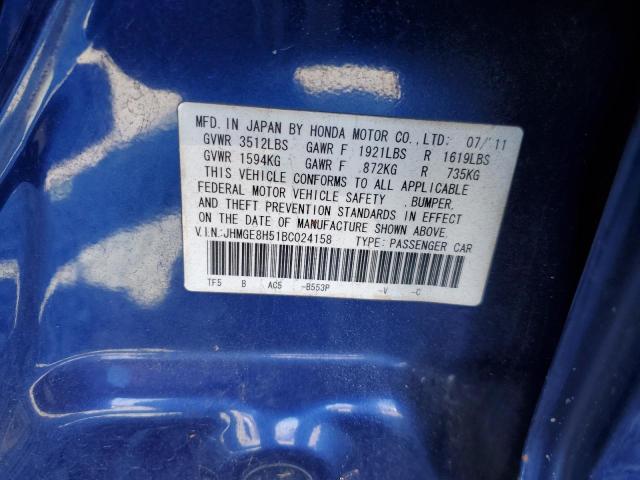 MFD. IN JAPAN BY HONDA MOTOR CO., LTD. 07/11
GVWR 3512LBS GAWR F 1921LBS R 1619LBS
GVWR 1594KG GAWR F 872KG R 735KG
THIS VEHICLE CONFORMS TO ALL APPLICABLE
FEDERAL MOTOR VEHICLE SAFETY , BUMPER,
AND THEFT PREVENTION STANDARDS IN EFFECT
ON THE DATE OF MANUFACTURE SHOWN ABOVE.
V.I.N.:JHMGE8H51BC024158 TYPE: PASSENGER CAR
TF5 B AC5 -B553P -V -C